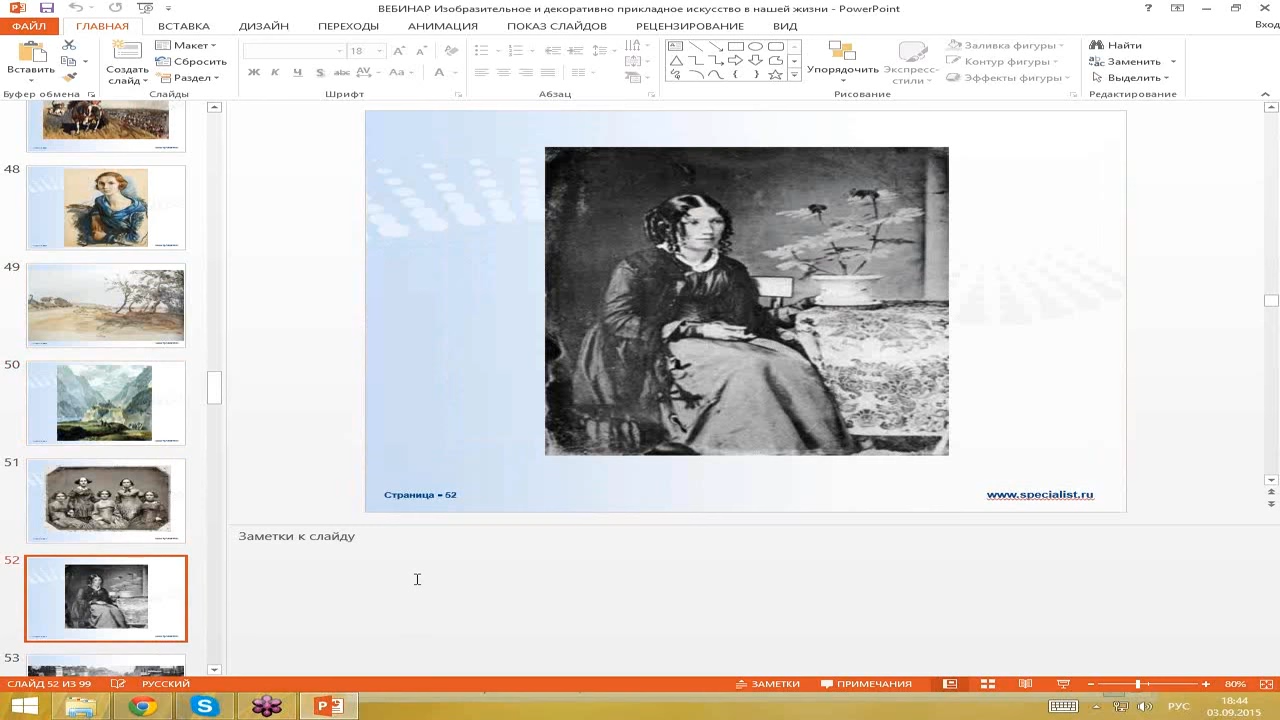 ВЕБИНАР Изобразительное и декоративно прикладное искусство в нашей жизни - PowerPoint
ФАЙЛ ГЛАВНАЯ ВСТАВКА ДИЗАЙН ПЕРЕХОДЫ ПОКАЗ СЛАЙДОВ ВИД
Вход
Вставить
Создать слайд
Макет
Сбросить
Раздел
18
Ж К Ч S abc AV Aa A
Упорядочить
Экспресс-стили
Заливка фигуры
Контур фигуры
Эффекты фигуры
Найти
Заменить
Выделить
Буфер обмена Слайды Шрифт Абзац Рисование Редактирование
48
49
50
51
52
53
Страница - 52
www.specialist.ru
Заметки к слайду
СЛАЙД 52 ИЗ 99 РУССКИЙ ЗАМЕТКИ ПРИМЕЧАНИЯ 80%
РУС
18:44
03.09.2015